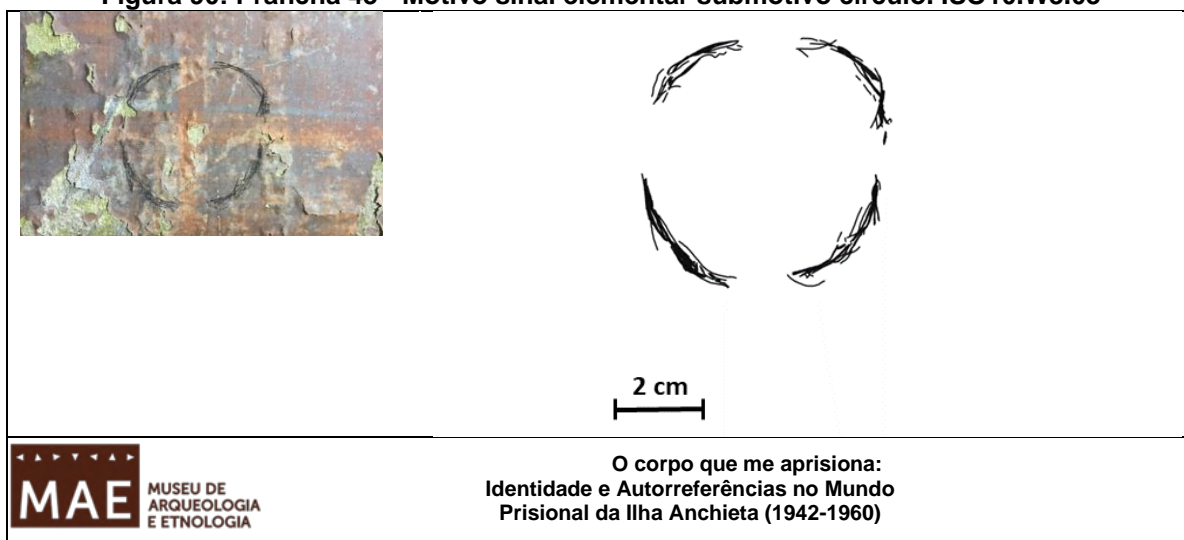 2 cm
MAE
MUSEU DE
ARQUEOLOGIA
E ETNOLOGIA
O corpo que me aprisiona:
Identidade e Autorreferências no Mundo
Prisional da Ilha Anchieta (1942-1960)